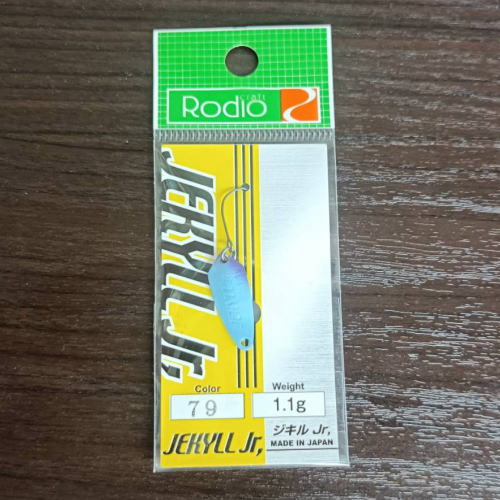 craft
Rodio
JEKYLL Jr,
Color
79
Weight
1.1g
JEKYLL Jr,
ジキル Jr,
MADE IN JAPAN